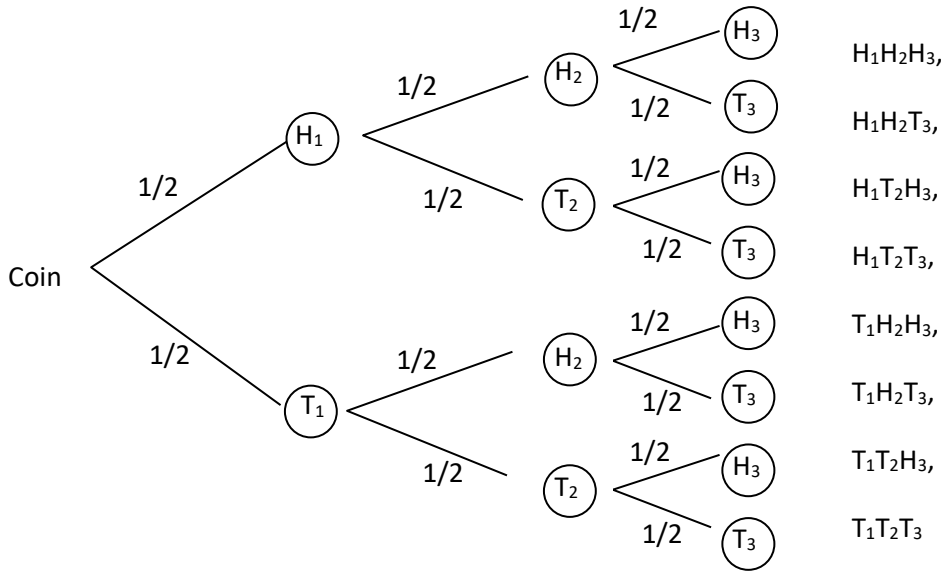 1/2 H₃
H₁H₂H₃,
1/2 H₂
1/2 T₃
H₁H₂T₃,
H₁
1/2 H₃
1/2
H₁T₂H₃,
1/2 T₂
1/2 T₃
H₁T₂T₃,
Coin
1/2 H₃
T₁H₂H₃,
1/2
1/2 H₂
1/2 T₃
T₁H₂T₃,
T₁
1/2 H₃
T₁T₂H₃,
1/2 T₂
1/2 T₃
T₁T₂T₃